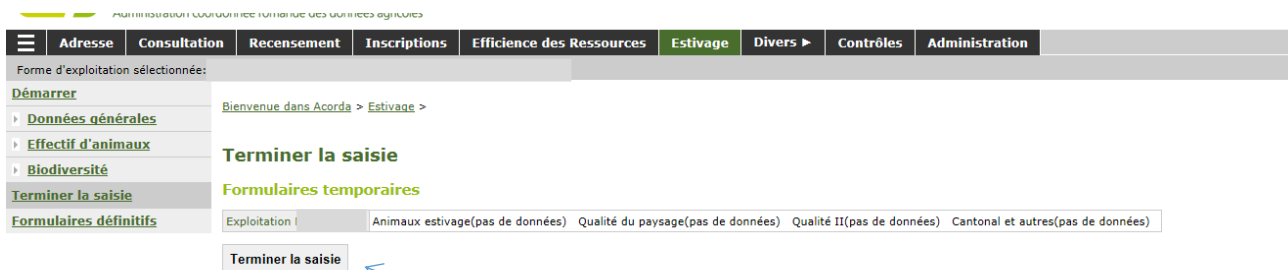 Administration coordonnée romande des données agricoles
☰ Adresse Consultation Recensement Inscriptions Efficience des Ressources Estivage Divers ► Contrôles Administration
Forme d'exploitation sélectionnée:
Démarrer
Bienvenue dans Acorda > Estivage >
Données générales
Effectif d'animaux
Terminer la saisie
Biodiversité
Terminer la saisie
Formulaires temporaires
Formulaires définitifs
Exploitation Animaux estivage(pas de données) Qualité du paysage(pas de données) Qualité II(pas de données) Cantonal et autres(pas de données)
Terminer la saisie